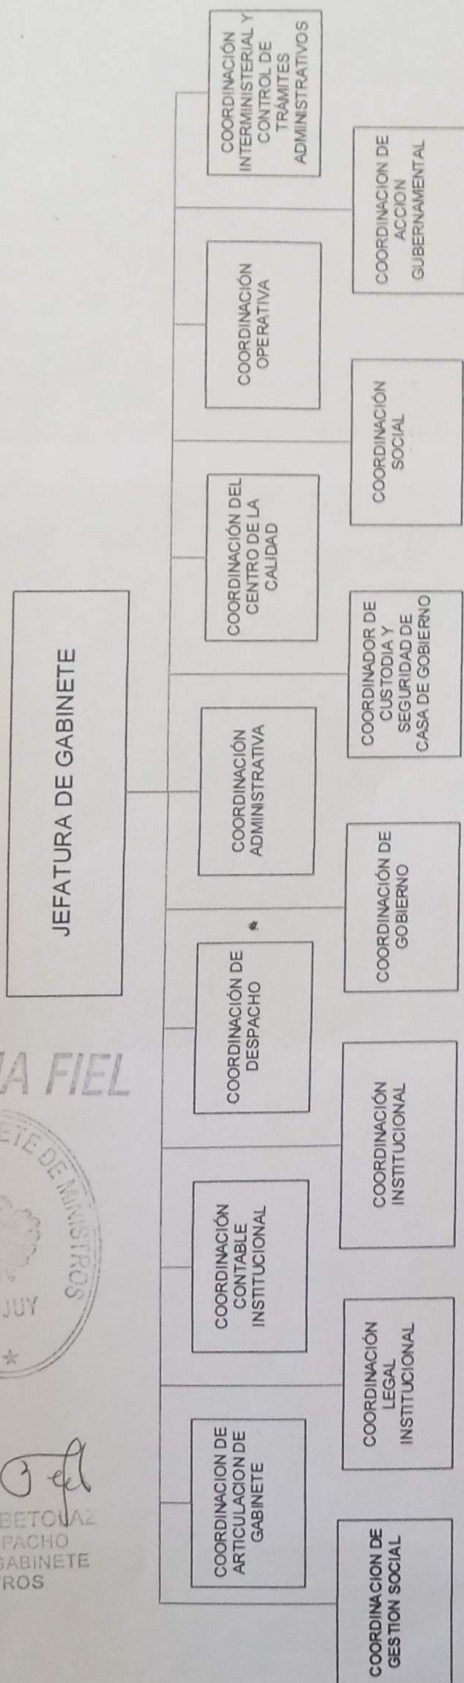 JEFATURA DE GABINETE
COORDINACION DE
ARTICULACION DE
GABINETE
COORDINACIÓN
CONTABLE
INSTITUCIONAL
COORDINACIÓN DE
DESPACHO
COORDINACIÓN
ADMINISTRATIVA
COORDINACIÓN DEL
CENTRO DE LA
CALIDAD
COORDINACIÓN
OPERATIVA
COORDINACIÓN
INTERMINISTERIAL Y
CONTROL DE
TRÁMITES
ADMINISTRATIVOS
COORDINACION DE
GESTION SOCIAL
COORDINACIÓN
LEGAL
INSTITUCIONAL
COORDINACIÓN
INSTITUCIONAL
COORDINACIÓN DE
GOBIERNO
COORDINADOR DE
CUSTODIA Y
SEGURIDAD DE
CASA DE GOBIERNO
COORDINACIÓN
SOCIAL
COORDINACION DE
ACCION
GUBERNAMENTAL
FIEL
DE MINISTROS
JUY
PACHO
GABINETE
ROS